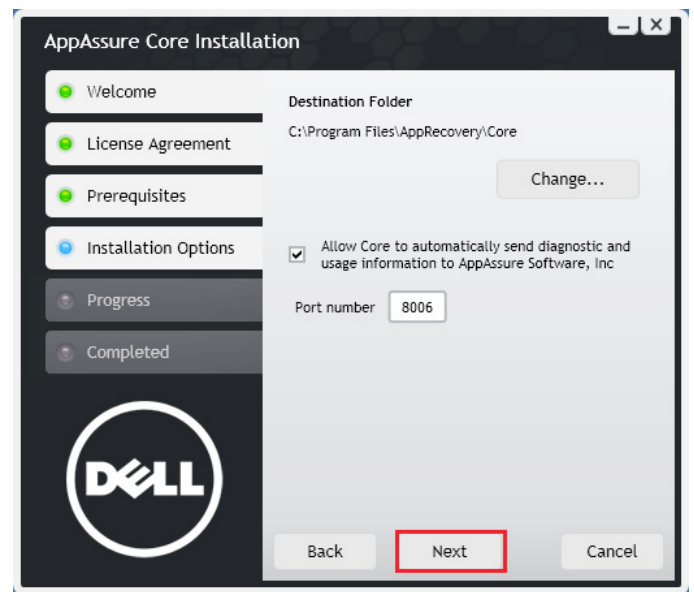 AppAssure Core Installation
Welcome
License Agreement
Prerequisites
Installation Options
Progress
Completed
DELL
Destination Folder
C:\Program Files\AppRecovery\Core
Change...
Allow Core to automatically send diagnostic and
usage information to AppAssure Software, Inc
Port number 8006
Back Next Cancel